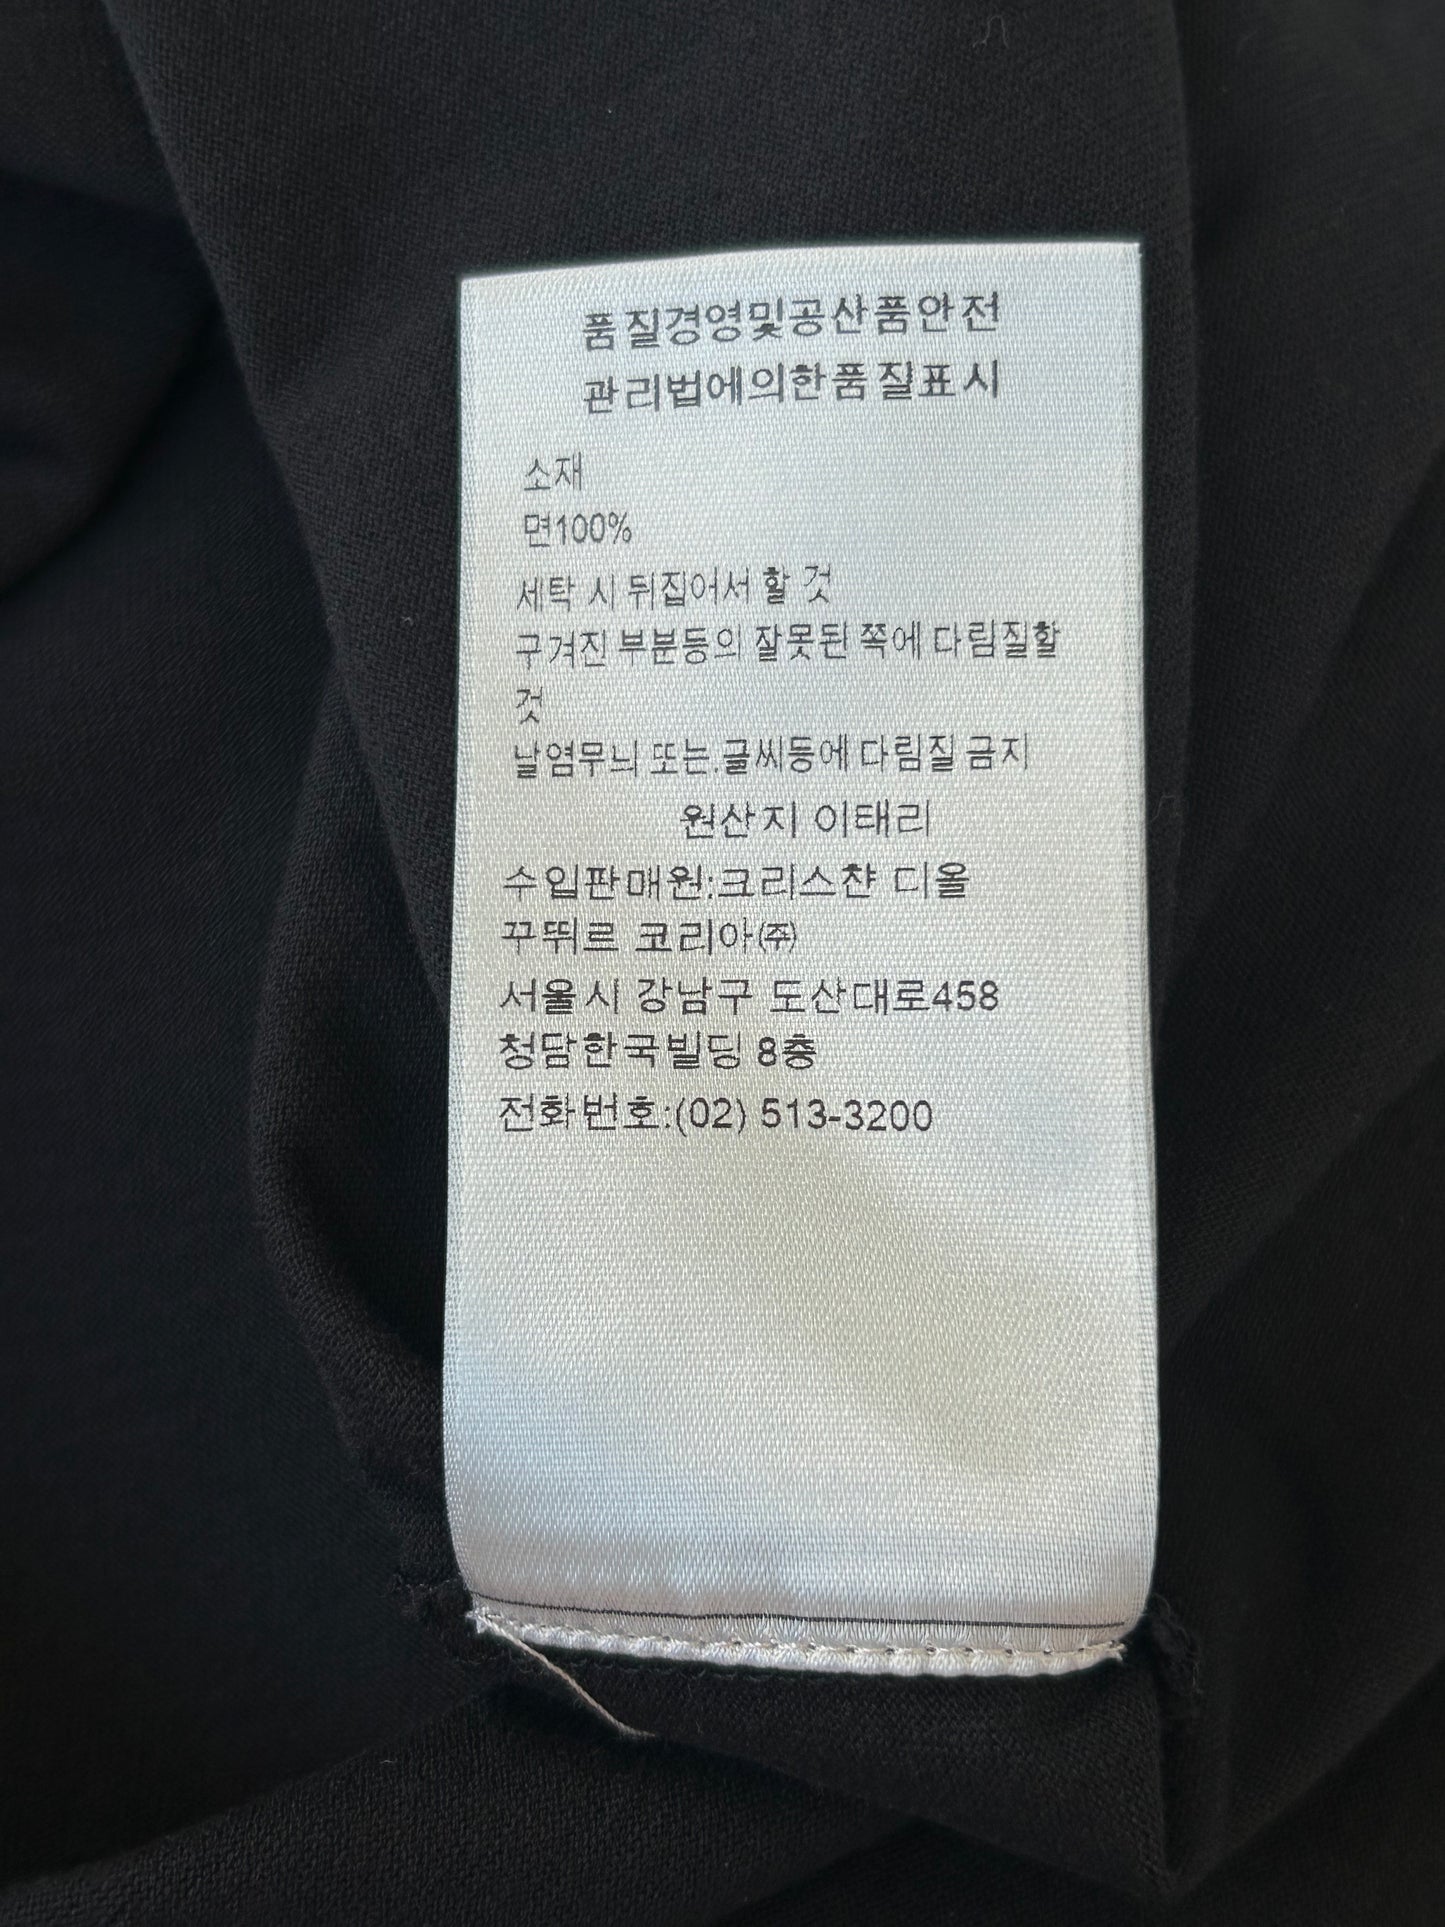 품질경영및공산품안전
관리법에의한품질표시
소재
면100%
세탁 시 뒤집어서 할 것
구겨진 부분등의 잘못된 쪽에 다림질할
것
날염무늬 또는.글씨등에 다림질 금지
원산지 이태리
수입판매원:크리스챤 디올
꾸뛰르 코리아㈜
서울시 강남구 도산대로458
청담한국빌딩 8층
전화번호:(02) 513-3200